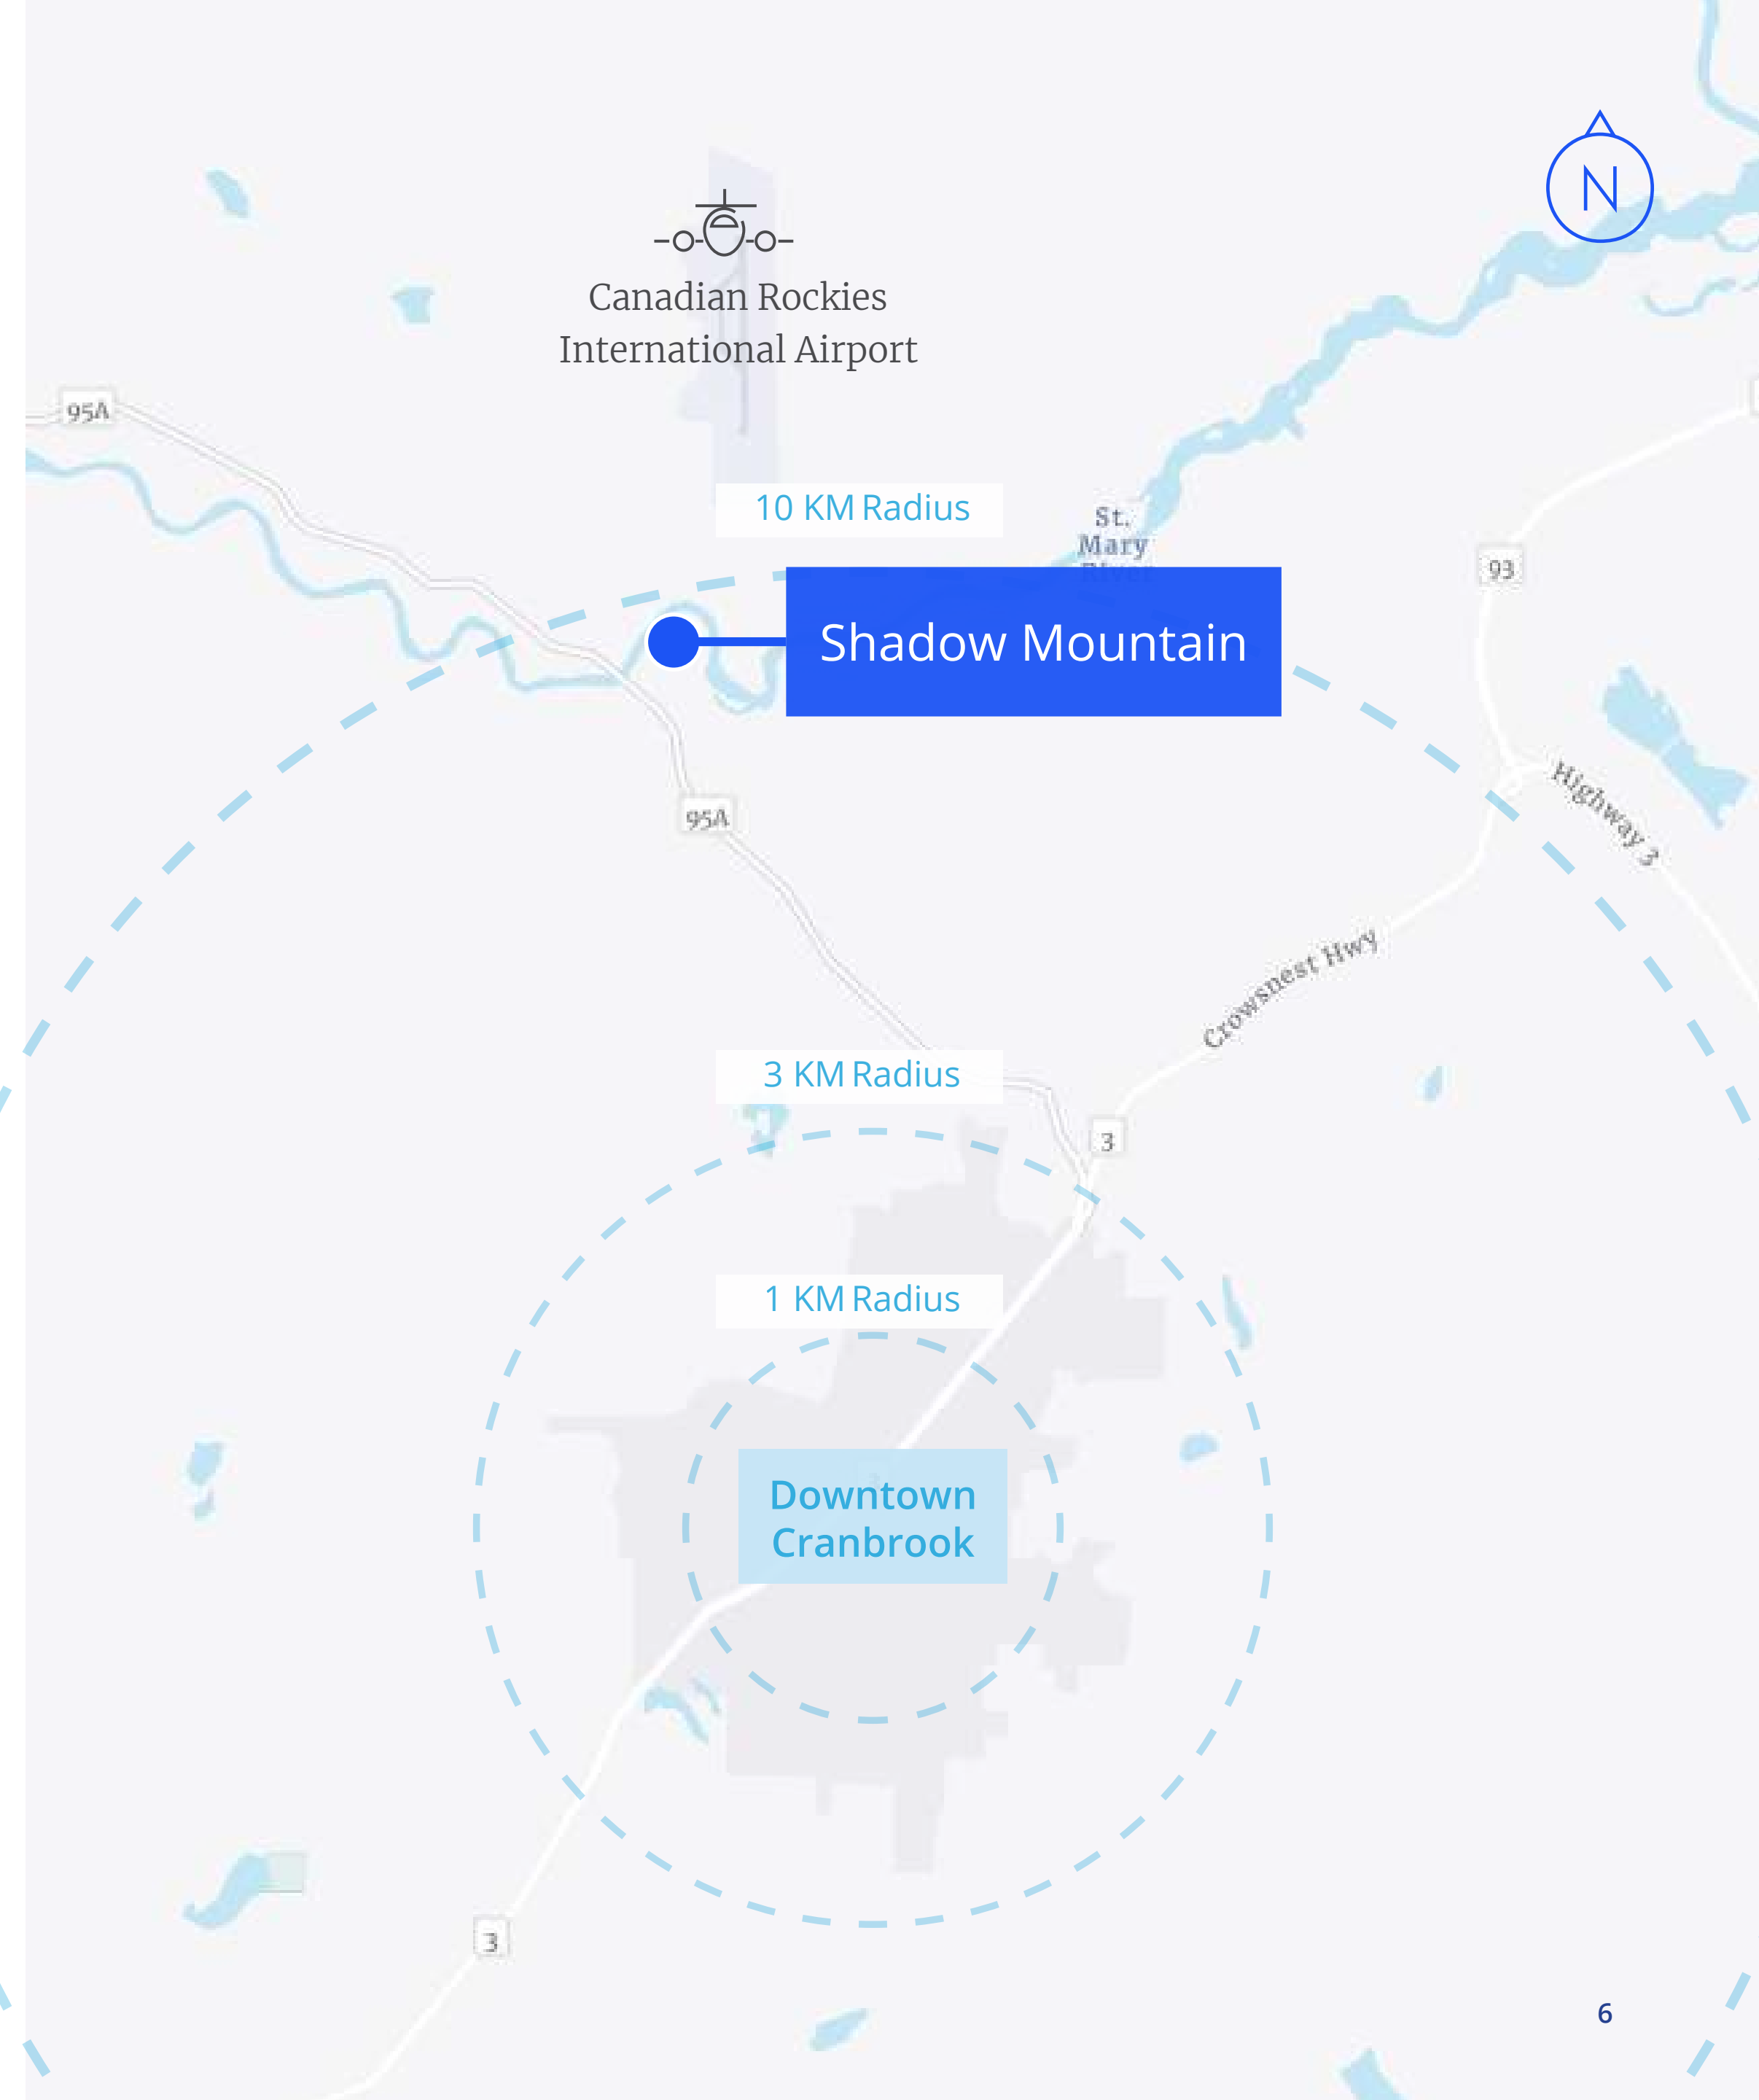 N
Canadian Rockies
International Airport
95A
10 KM Radius
St.
Mary
River
93
Shadow Mountain
Highway 3
95A
Crowsnest Hwy
3 KM Radius
3
1 KM Radius
Downtown
Cranbrook
3
6